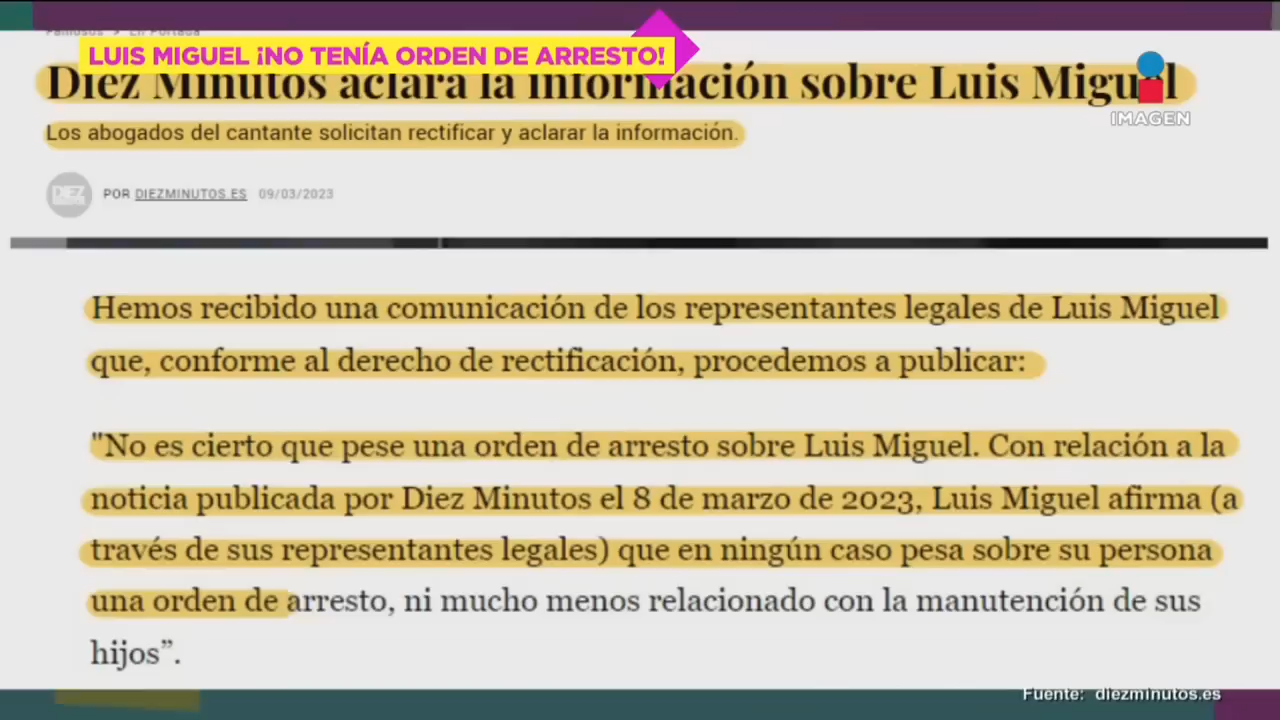 Famosos > En Portada
LUIS MIGUEL ¡NO TENÍA ORDEN DE ARRESTO!
Diez Minutos aclara la información sobre Luis Miguel
IMAGEN
Los abogados del cantante solicitan rectificar y aclarar la información.
DIEZ
POR DIEZMINUTOS.ES 09/03/2023
Hemos recibido una comunicación de los representantes legales de Luis Miguel
que, conforme al derecho de rectificación, procedemos a publicar:
"No es cierto que pese una orden de arresto sobre Luis Miguel. Con relación a la
noticia publicada por Diez Minutos el 8 de marzo de 2023, Luis Miguel afirma (a
través de sus representantes legales) que en ningún caso pesa sobre su persona
una orden de arresto, ni mucho menos relacionado con la manutención de sus
hijos”.
Fuente: diezminutos.es